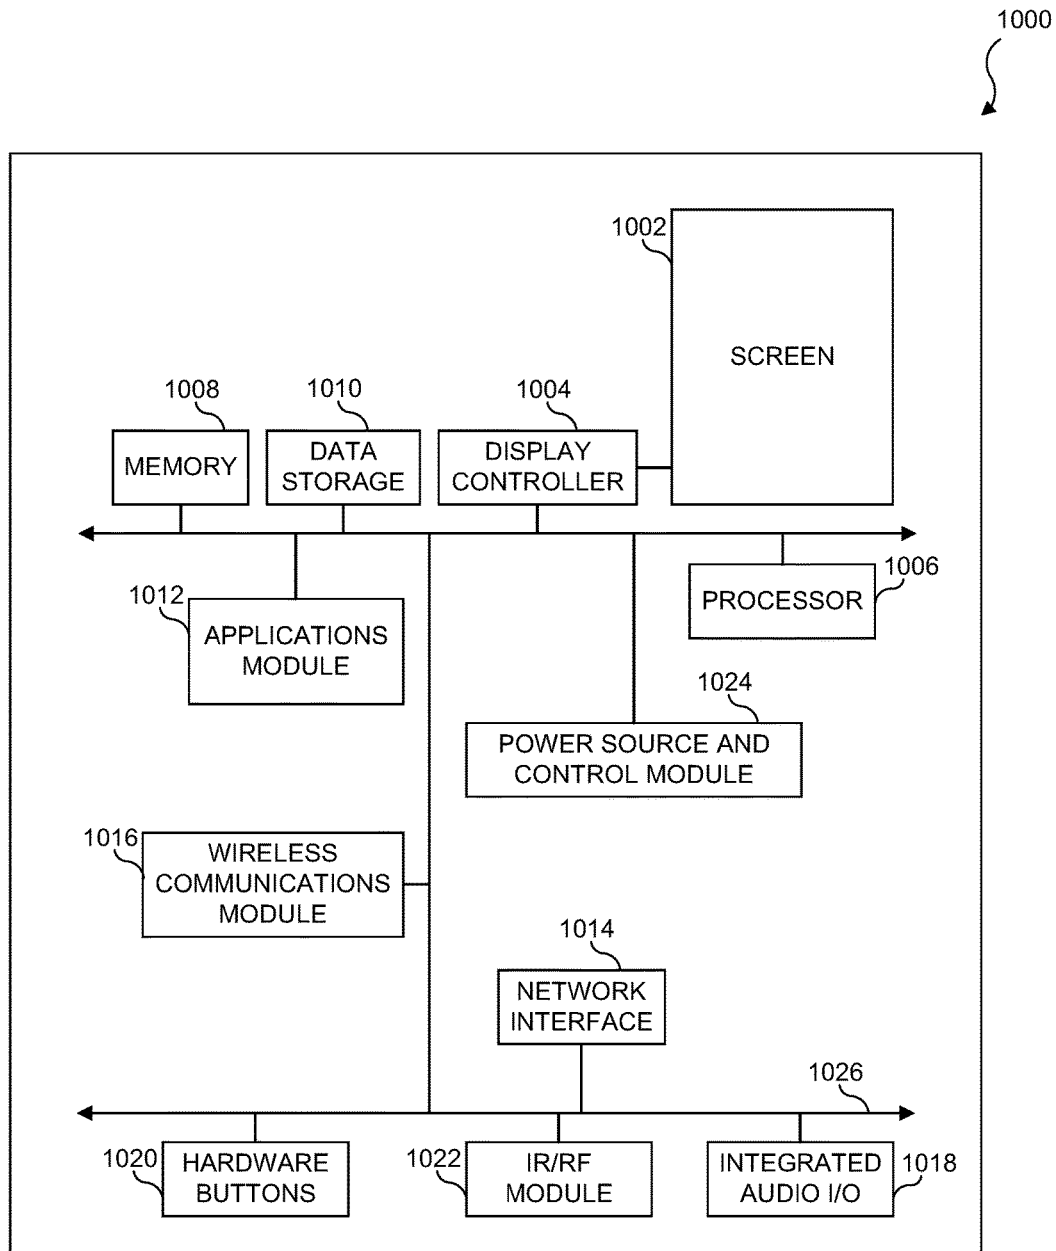 1000
1002
SCREEN
1008
1010
1004
MEMORY
DATA
STORAGE
DISPLAY
CONTROLLER
1012
APPLICATIONS
MODULE
PROCESSOR
1006
1024
POWER SOURCE AND
CONTROL MODULE
1016
WIRELESS
COMMUNICATIONS
MODULE
1014
NETWORK
INTERFACE
1026
1020
HARDWARE
BUTTONS
1022
IR/RF
MODULE
INTEGRATED
AUDIO I/O
1018